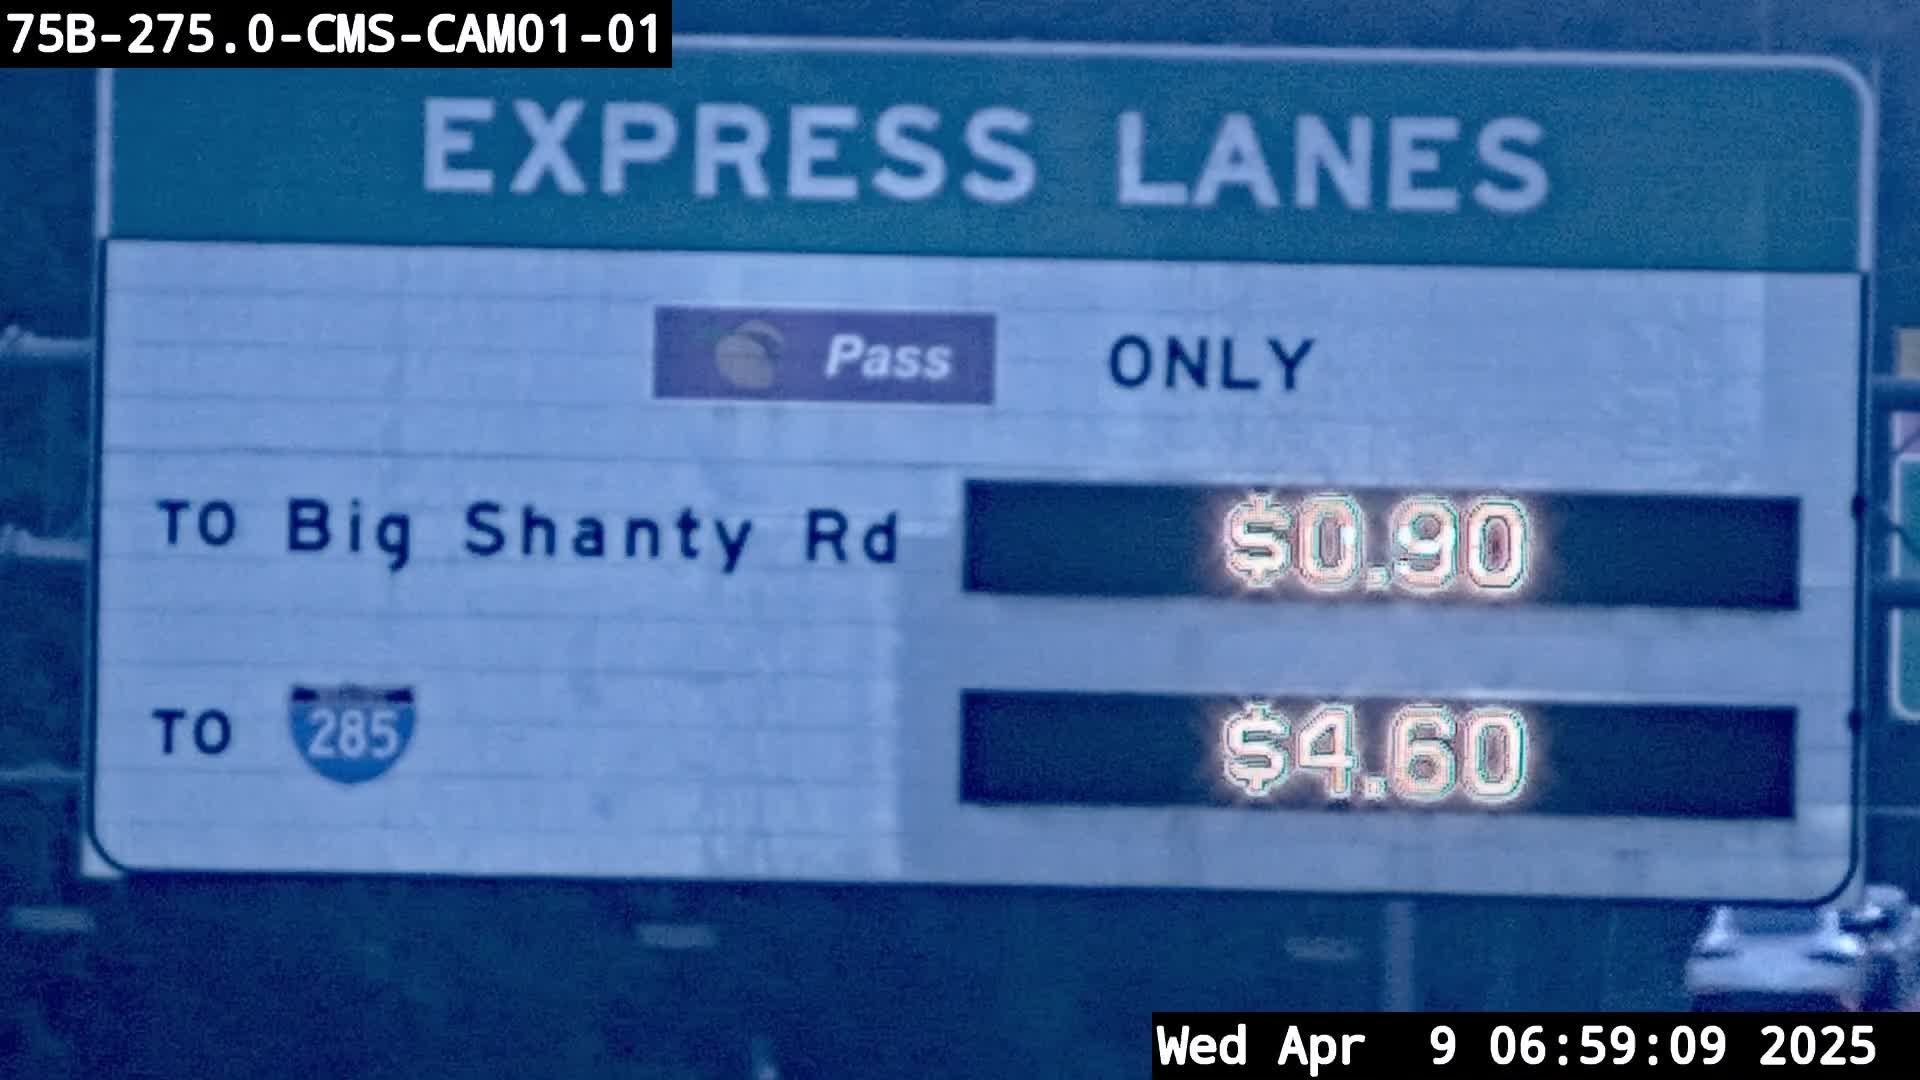 75B-275.0-CMS-CAM01-01
EXPRESS LANES
Pass ONLY
TO Big Shanty Rd $0.90
TO 285 $4.60
Wed Apr 9 06:59:09 2025